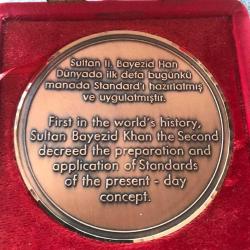 Sultan II. Bayezid Han
Dünyada ilk defa bugünkü
manada Standard'ı hazırlatmış
ve uygulatmıştır.
First in the world's history,
Sultan Bayezid Khan the Second
decreed the preparation and
application of Standards
of the present - day
concept.